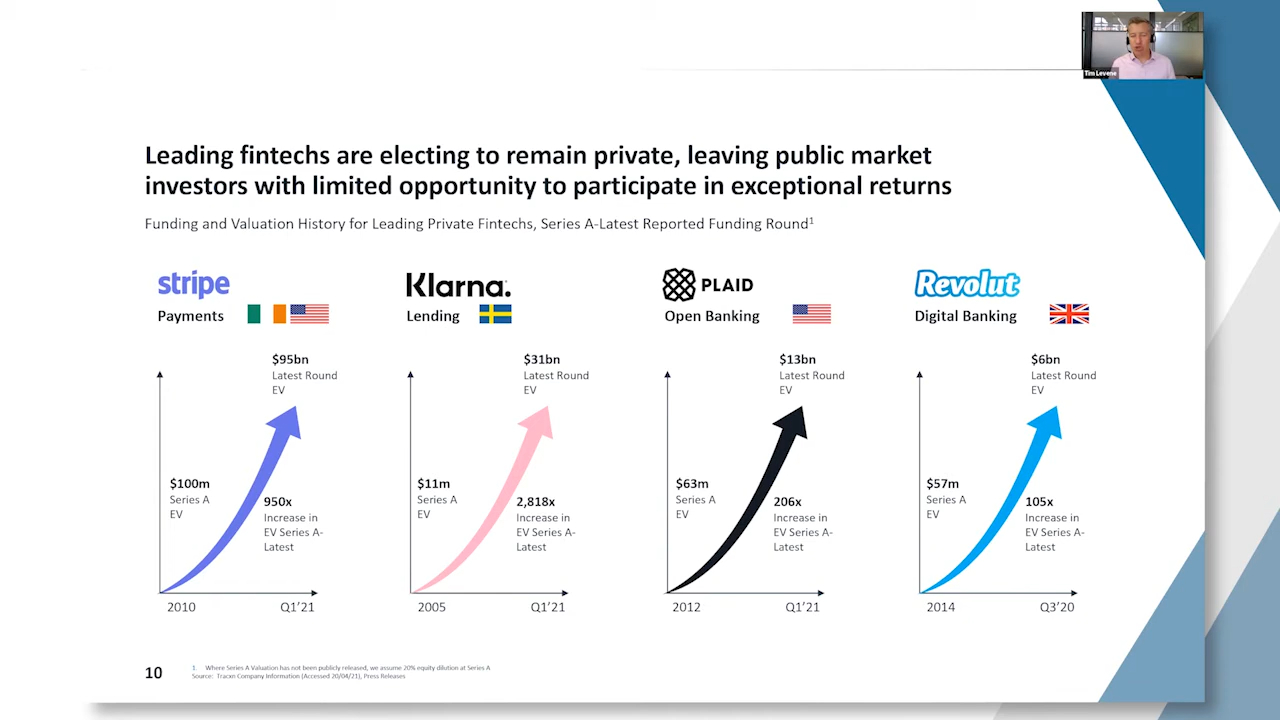 Tim Levene
Leading fintechs are electing to remain private, leaving public market
investors with limited opportunity to participate in exceptional returns
Funding and Valuation History for Leading Private Fintechs, Series A-Latest Reported Funding Round1
stripe
Payments
$95bn
Latest Round
EV
$100m
Series A
EV
950x
Increase in
EV Series A-
Latest
2010
Q1'21
Klarna.
Lending
$31bn
Latest Round
EV
$11m
Series A
EV
2,818x
Increase in
EV Series A-
Latest
2005
Q1'21
PLAID
Open Banking
$13bn
Latest Round
EV
$63m
Series A
EV
206x
Increase in
EV Series A-
Latest
2012
Q1'21
Revolut
Digital Banking
$6bn
Latest Round
EV
$57m
Series A
EV
105x
Increase in
EV Series A-
Latest
2014
Q3'20
10
1. Where Series A Valuation has not been publicly released, we assume 20% equity dilution at Series A
Source: Tracxn Company Information (Accessed 20/04/21), Press Releases